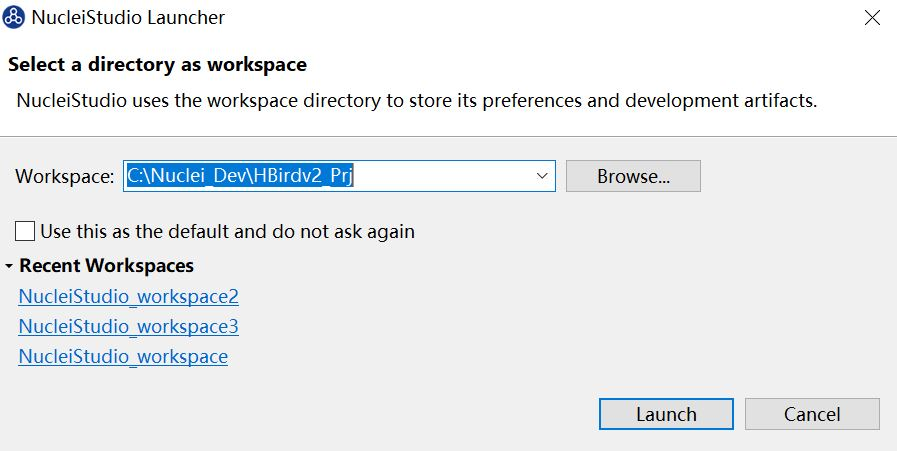 NucleiStudio Launcher
Select a directory as workspace
NucleiStudio uses the workspace directory to store its preferences and development artifacts.
Workspace: C:\Nuclei_Dev\HBirdv2_Prj Browse...
Use this as the default and do not ask again
Recent Workspaces
NucleiStudio_workspace2
NucleiStudio_workspace3
NucleiStudio_workspace
Launch Cancel